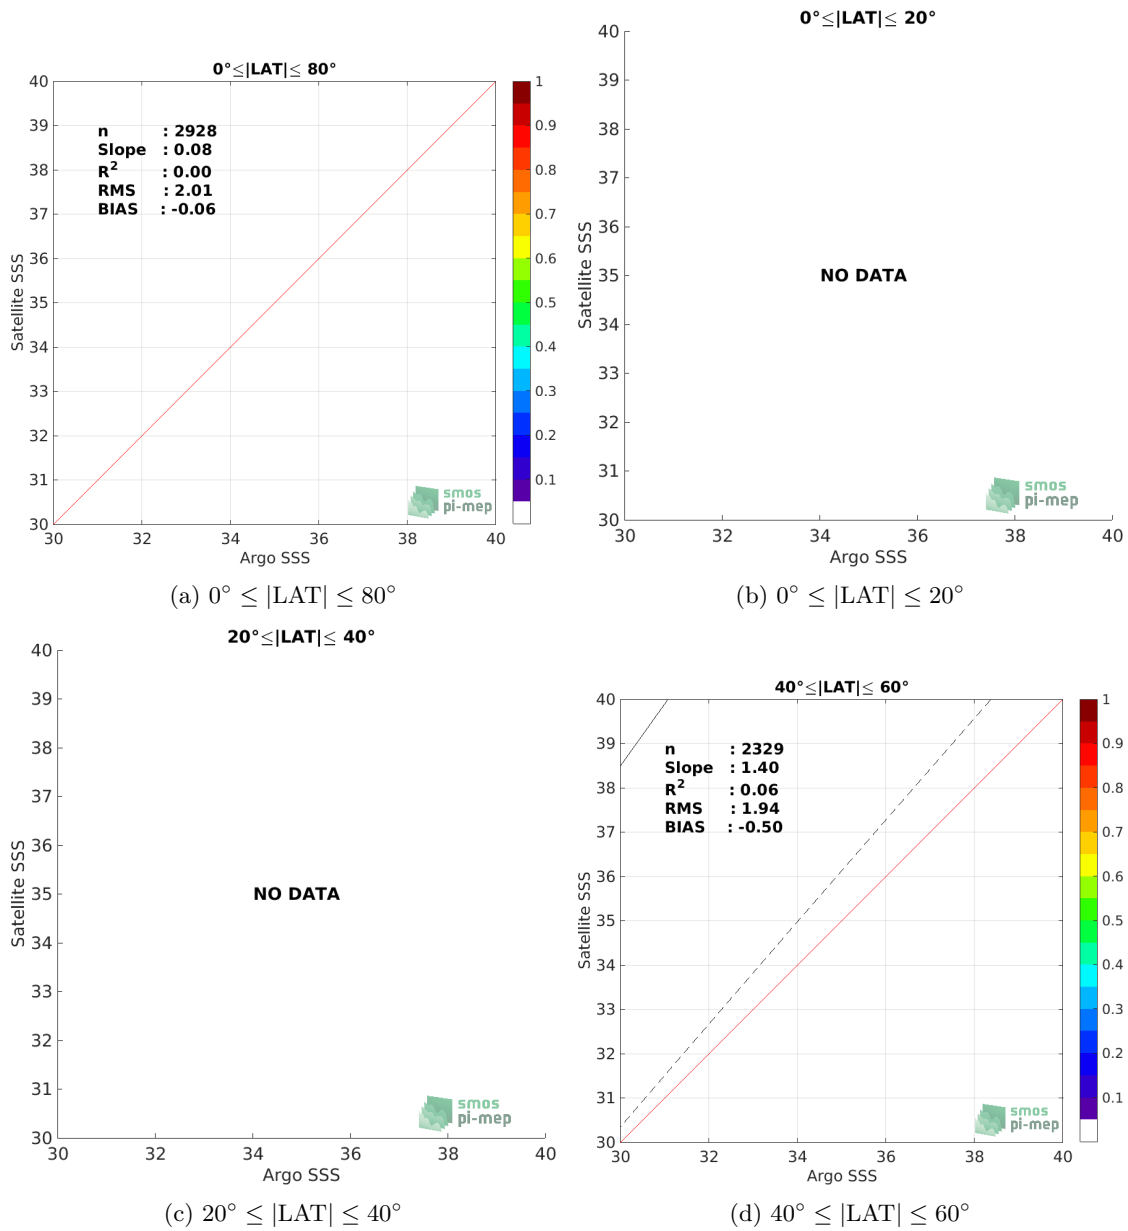 0°≤|LAT|≤ 80°
40
39
38
37
36
35
34
33
32
31
30
Satellite SSS
n : 2928
Slope : 0.08
R² : 0.00
RMS : 2.01
BIAS : -0.06
smos
pi-mep
30 32 34 36 38 40
Argo SSS
1
0.9
0.8
0.7
0.6
0.5
0.4
0.3
0.2
0.1
(a) 0° ≤ |LAT| ≤ 80°
0°≤|LAT|≤ 20°
40
39
38
37
36
35
34
33
32
31
30
Satellite SSS
NO DATA
smos
pi-mep
30 32 34 36 38 40
Argo SSS
(b) 0° ≤ |LAT| ≤ 20°
20°≤|LAT|≤ 40°
40
39
38
37
36
35
34
33
32
31
30
Satellite SSS
NO DATA
smos
pi-mep
30 32 34 36 38 40
Argo SSS
(c) 20° ≤ |LAT| ≤ 40°
40°≤|LAT|≤ 60°
40
39
38
37
36
35
34
33
32
31
30
Satellite SSS
n : 2329
Slope : 1.40
R² : 0.06
RMS : 1.94
BIAS : -0.50
smos
pi-mep
30 32 34 36 38 40
Argo SSS
1
0.9
0.8
0.7
0.6
0.5
0.4
0.3
0.2
0.1
(d) 40° ≤ |LAT| ≤ 60°